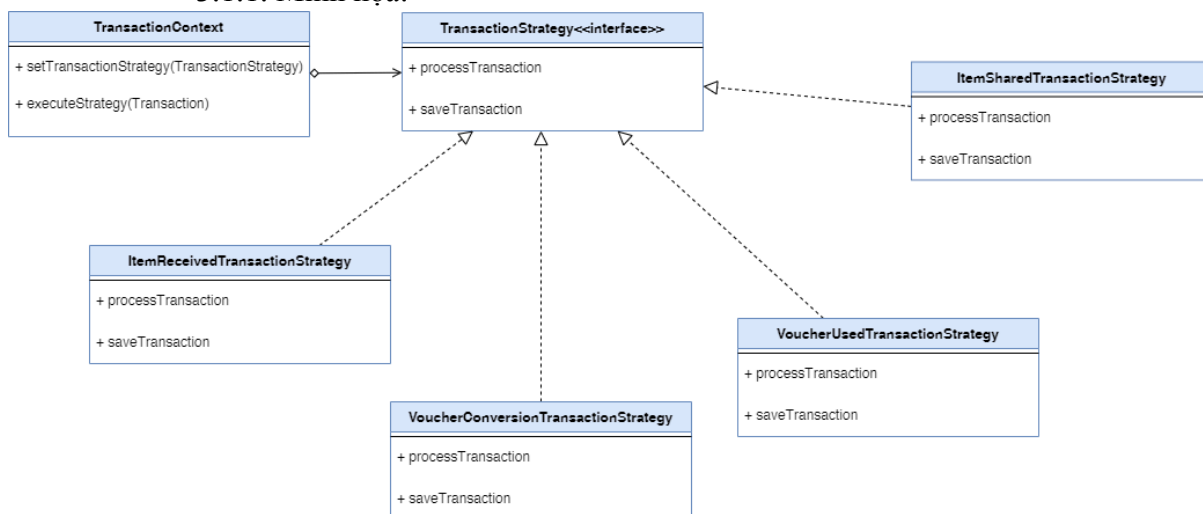 TransactionContext
+ setTransactionStrategy(TransactionStrategy)
+ executeStrategy(Transaction)
TransactionStrategy<<interface>>
+ processTransaction
+ saveTransaction
ItemSharedTransactionStrategy
+ processTransaction
+ saveTransaction
ItemReceivedTransactionStrategy
+ processTransaction
+ saveTransaction
VoucherUsedTransactionStrategy
+ processTransaction
+ saveTransaction
VoucherConversionTransactionStrategy
+ processTransaction
+ saveTransaction